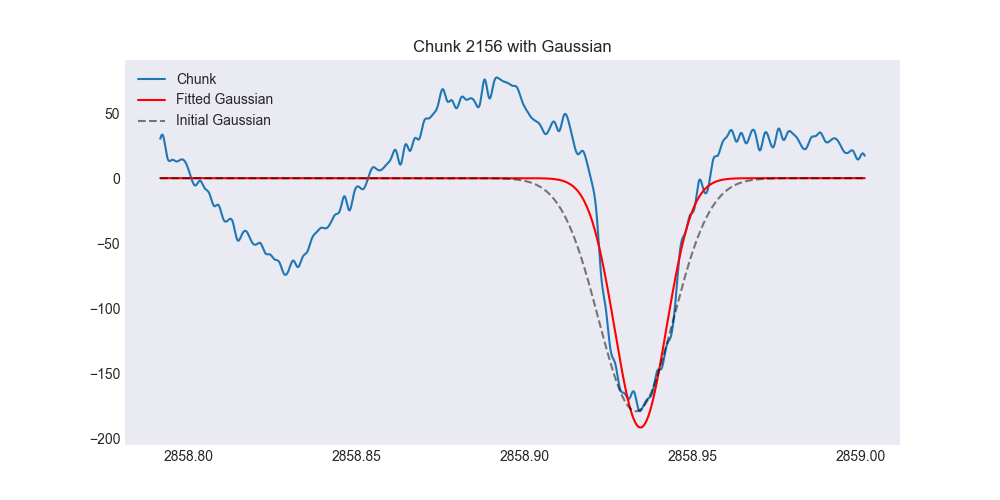 Chunk 2156 with Gaussian
Chunk
Fitted Gaussian
Initial Gaussian
50
0
−50
−100
−150
−200
2858.80 2858.85 2858.90 2858.95 2859.00